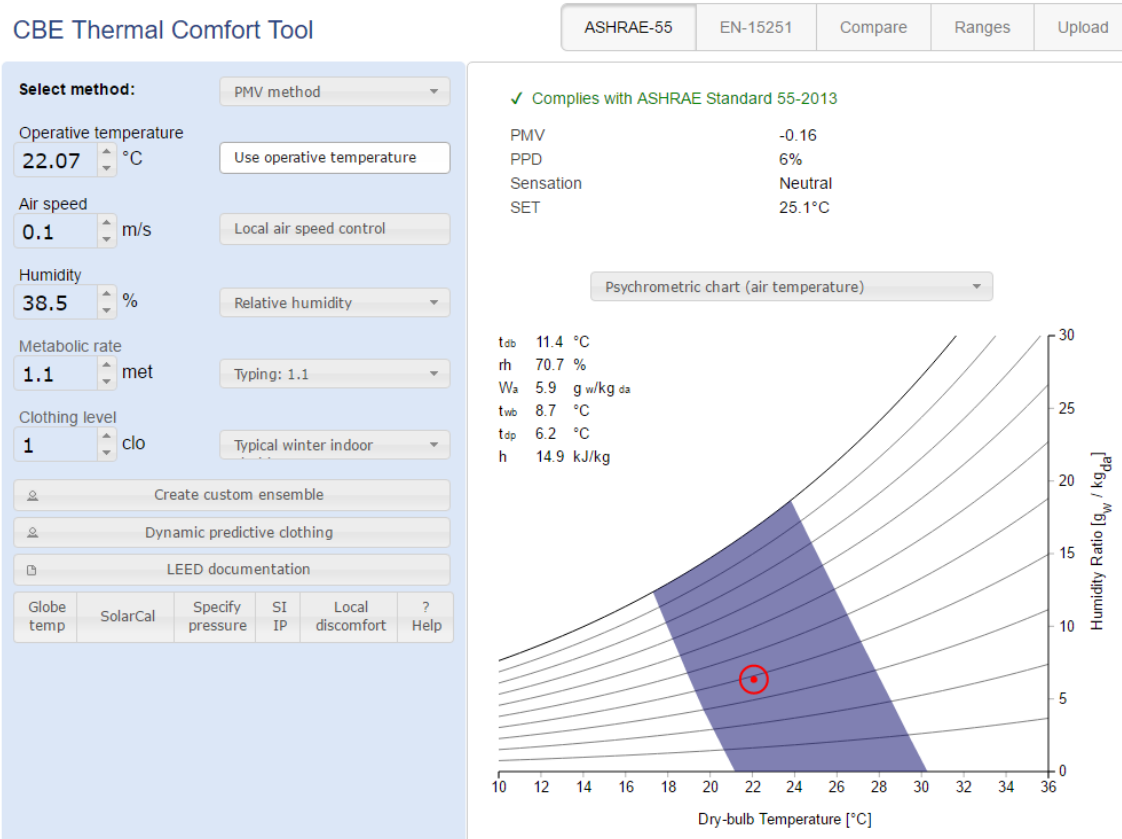 CBE Thermal Comfort Tool
ASHRAE-55 EN-15251 Compare Ranges Upload
Select method: PMV method
Operative temperature
22.07 °C Use operative temperature
Air speed
0.1 m/s Local air speed control
Humidity
38.5 % Relative humidity
Metabolic rate
1.1 met Typing: 1.1
Clothing level
1 clo Typical winter indoor
Create custom ensemble
Dynamic predictive clothing
LEED documentation
Globe temp SolarCal Specify pressure SI IP Local discomfort ? Help
✓ Complies with ASHRAE Standard 55-2013
PMV -0.16
PPD 6%
Sensation Neutral
SET 25.1°C
Psychrometric chart (air temperature)
tdb 11.4 °C
rh 70.7 %
Wa 5.9 g w/kg da
twb 8.7 °C
tdp 6.2 °C
h 14.9 kJ/kg
30
25
20
15
10
5
0
Humidity Ratio [gw / kgda]
10 12 14 16 18 20 22 24 26 28 30 32 34 36
Dry-bulb Temperature [°C]